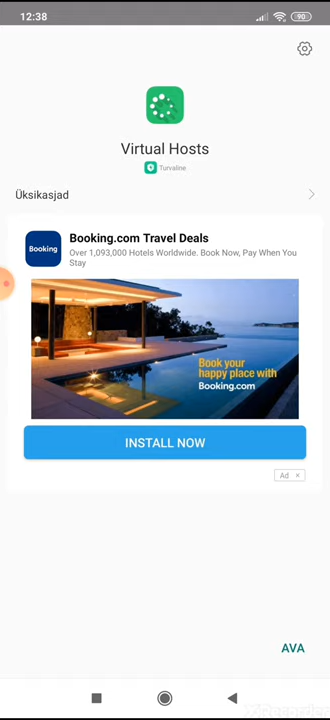 12:38
90
Virtual Hosts
Turvaline
Üksikasjad
Booking.com
Booking.com Travel Deals
Over 1,093,000 Hotels Worldwide. Book Now, Pay When You
Stay
Book your
happy place with
Booking.com
INSTALL NOW
Ad
AVA